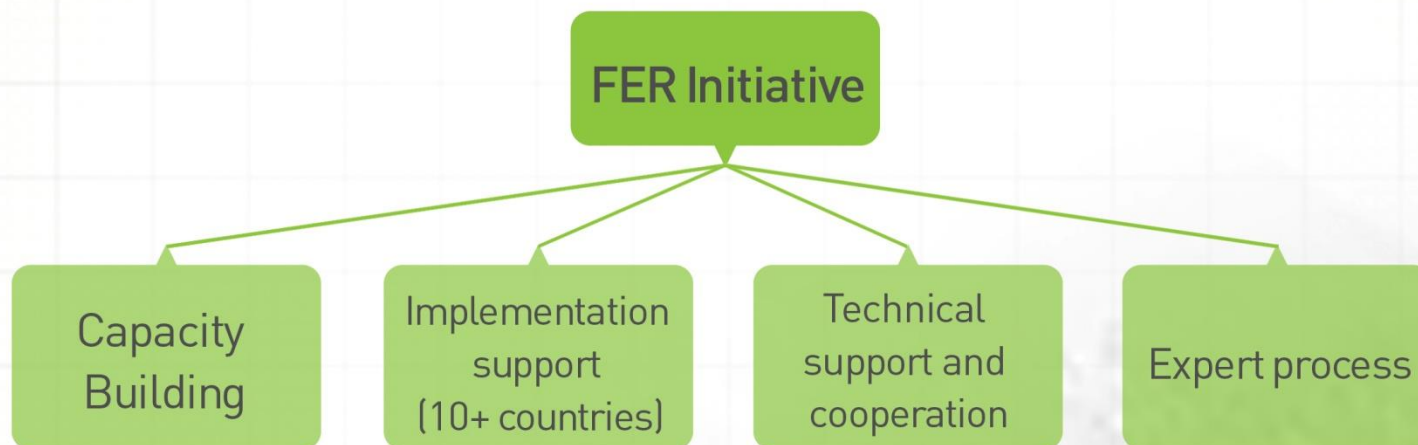 FER Initiative
Capacity
Building
Implementation
support
(10+ countries)
Technical
support and
cooperation
Expert process